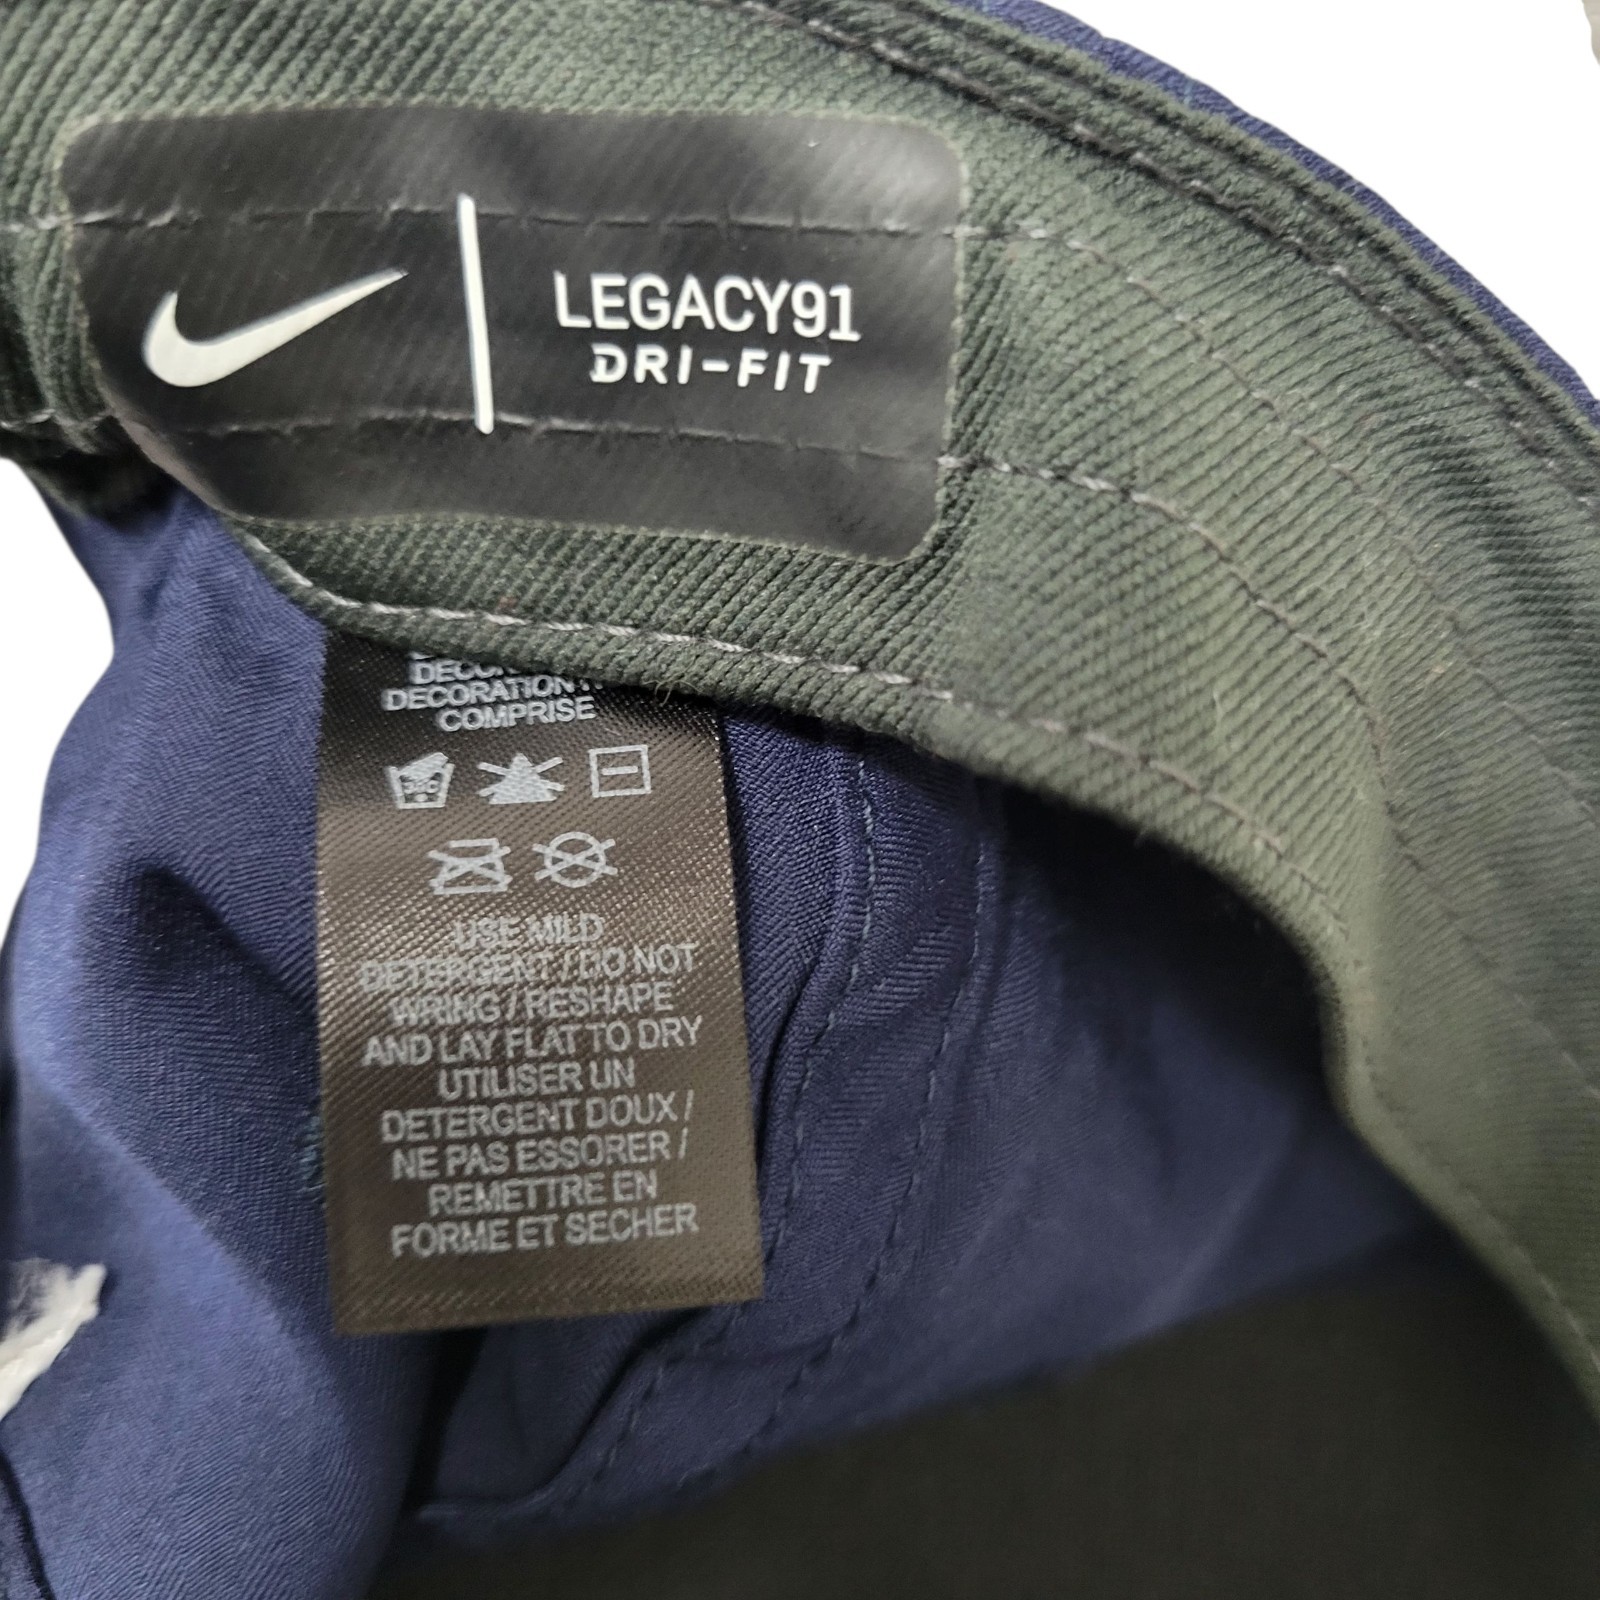 LEGACY91
DRI-FIT
DECORATION
COMPRISE
USE MILD
DETERGENT / DO NOT
WRING / RESHAPE
AND LAY FLAT TO DRY
UTILISER UN
DETERGENT DOUX /
NE PAS ESSORER /
REMETTRE EN
FORME ET SECHER